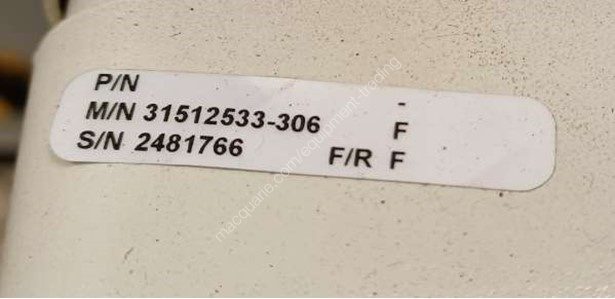 P/N -
M/N 31512533-306 F
S/N 2481766 F/R F
macquarie.com/equipment-trading